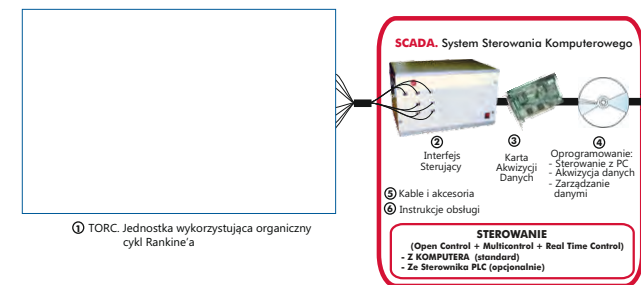 SCADA. System Sterowania Komputerowego
② Interfejs Sterujący
③ Karta Akwizycji Danych
④ Oprogramowanie:
- Sterowanie z PC
- Akwizycja danych
- Zarządzanie danymi
⑤ Kable i akcesoria
⑥ Instrukcje obsługi
① TORC. Jednostka wykorzystująca organiczny
cykl Rankine'a
STEROWANIE
(Open Control + Multicontrol + Real Time Control)
- Z KOMPUTERA (standard)
- Ze Sterownika PLC (opcjonalnie)